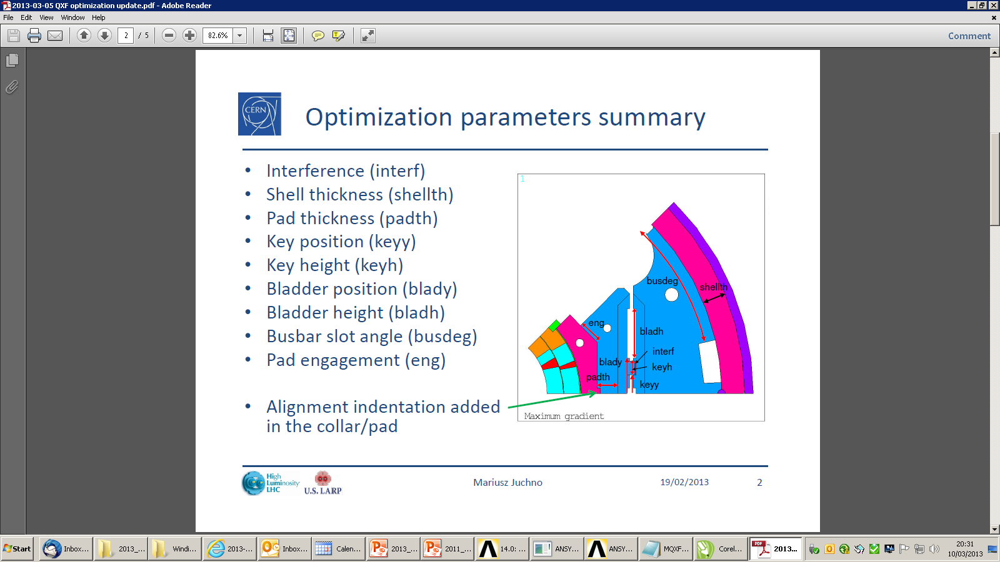 2013-03-05 QXF optimization update.pdf - Adobe Reader
File Edit View Window Help
2 / 5 82.6% Comment
CERN
Optimization parameters summary
• Interference (interf)
• Shell thickness (shellth)
• Pad thickness (padth)
• Key position (keyy)
• Key height (keyh)
• Bladder position (blady)
• Bladder height (bladh)
• Busbar slot angle (busdeg)
• Pad engagement (eng)
• Alignment indentation added
in the collar/pad
1
busdeg
shellth
eng
bladh
interf
blady
keyh
padth
keyy
Maximum gradient
High
Luminosity
LHC
U.S. LARP
Mariusz Juchno
19/02/2013
2
Start
Inbox...
2013_...
Windi...
2013-...
Inbox...
Calen...
2013_...
2011_...
14.0: ...
ANSY...
ANSY...
MQXF...
Corel...
PDF
2013...
20:31
10/03/2013